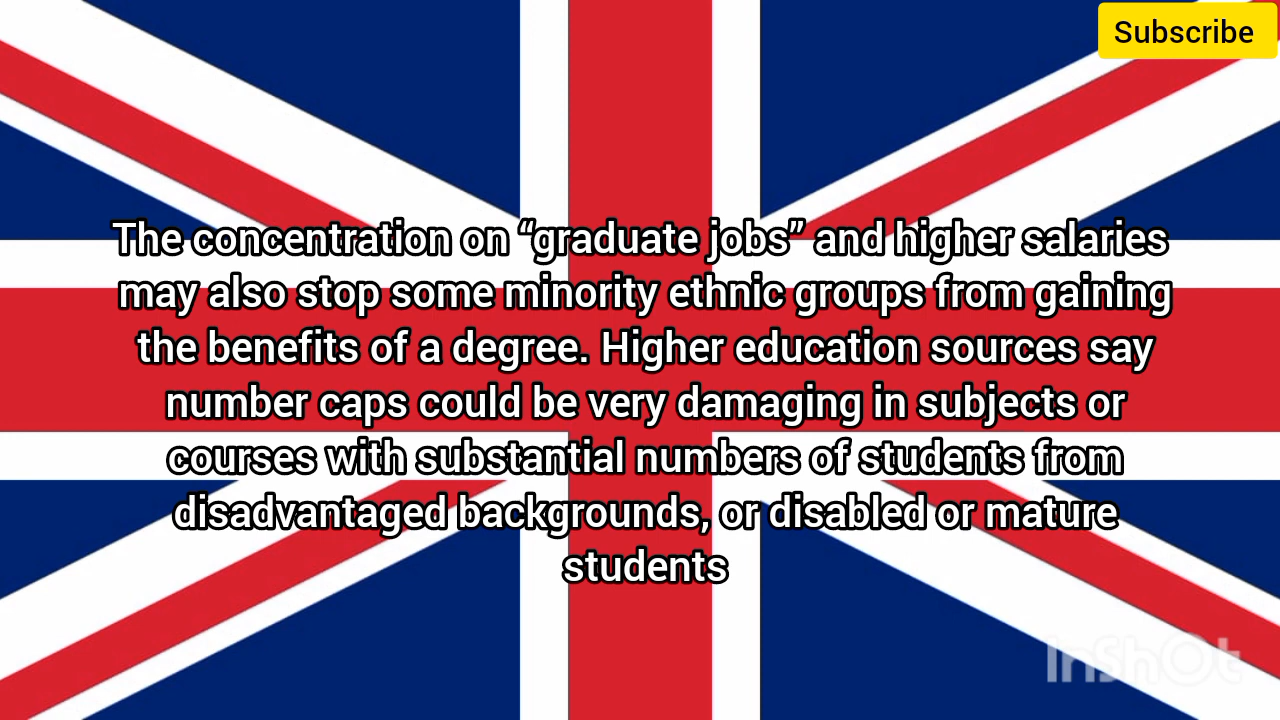 Subscribe
The concentration on “graduate jobs” and higher salaries
may also stop some minority ethnic groups from gaining
the benefits of a degree. Higher education sources say
number caps could be very damaging in subjects or
courses with substantial numbers of students from
disadvantaged backgrounds, or disabled or mature
students
InShOt